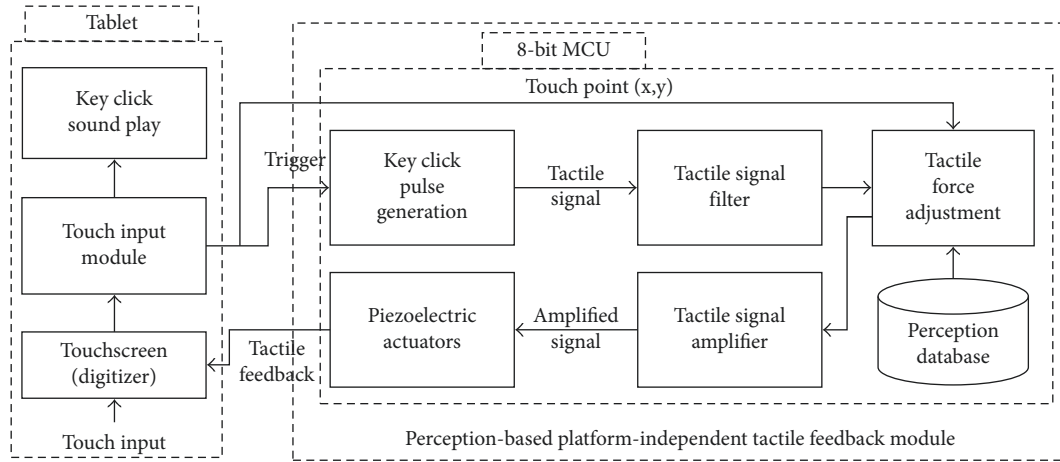 Tablet
8-bit MCU
Key click
sound play
Touch point (x,y)
Trigger
Key click
pulse
generation
Tactile
signal
Tactile signal
filter
Tactile
force
adjustment
Touch input
module
Piezoelectric
actuators
Amplified
signal
Tactile signal
amplifier
Perception
database
Touchscreen
(digitizer)
Tactile
feedback
Touch input
Perception-based platform-independent tactile feedback module